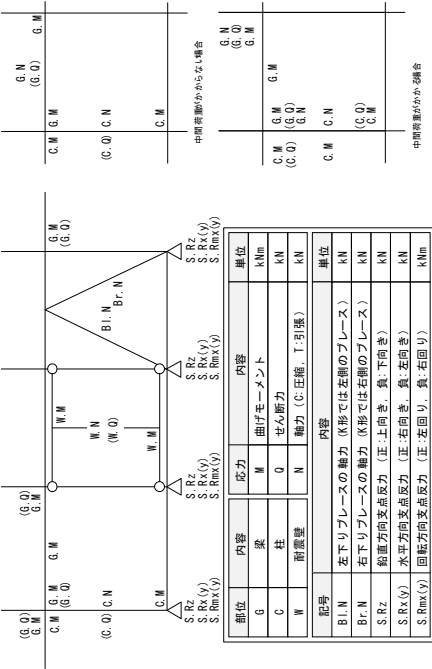 (G. Q)
G. M
C. M
G. M
(G. Q)
G. M
(G. Q)
G. M
(C. Q)
C. N
C. M
W. M
W. N
(W. Q)
W. M
Bl. N
Br. N
G. M
(G. Q)
S. Rz
S. Rx(y)
S. Rmx(y)
S. Rz
S. Rx(y)
S. Rmx(y)
S. Rz
S. Rx(y)
S. Rmx(y)
S. Rz
S. Rx(y)
S. Rmx(y)
G. N
(G. Q)
G. M
C. M
G. M
(C. Q)
C. N
C. M
中間荷重がかからない場合
G. N
(G. Q)
G. M
G. M
C. M
(C. Q)
G. M
(G. Q)
G. N
C. M
C. N
(C. Q)
C. M
中間荷重がかかる場合
部位 内容 応力 内容 単位
G 梁 M 曲げモーメント kNm
C 柱 Q せん断力 kN
W 耐震壁 N 軸力 (C:圧縮, T:引張) kN
記号 内容 単位
Bl. N 左下りブレースの軸力 (K形では左側のブレース) kN
Br. N 右下りブレースの軸力 (K形では右側のブレース) kN
S. Rz 鉛直方向支点反力 (正:上向き, 負:下向き) kN
S. Rx(y) 水平方向支点反力 (正:右向き, 負:左向き) kN
S. Rmx(y) 回転方向支点反力 (正:左回り, 負:右回り) kNm